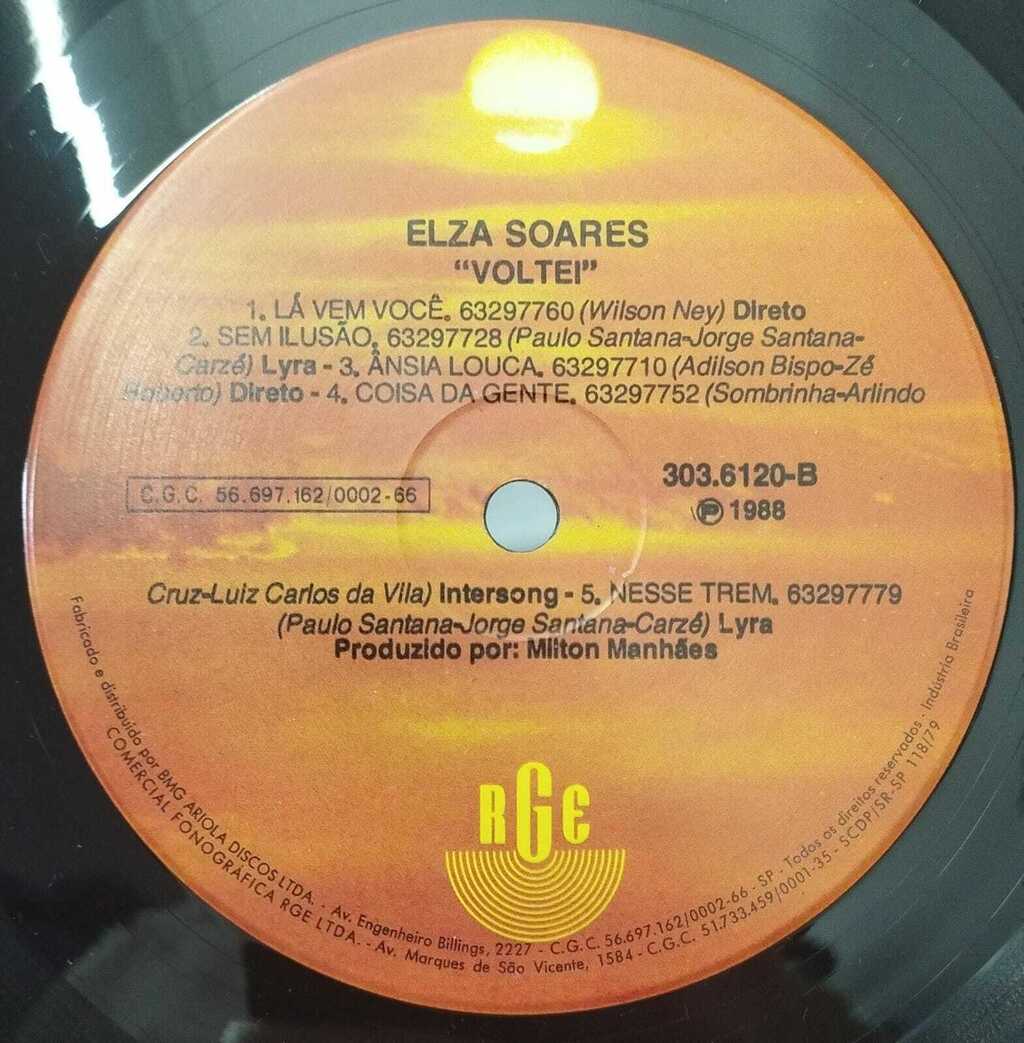 ELZA SOARES
“VOLTEI”
1. LÁ VEM VOCÊ. 63297760 (Wilson Ney) Direto
2. SEM ILUSÃO. 63297728 (Paulo Santana-Jorge Santana-
Carzé) Lyra - 3. ÂNSIA LOUCA. 63297710 (Adilson Bispo-Zé
Roberto) Direto - 4. COISA DA GENTE. 63297752 (Sombrinha-Arlindo
C.G.C. 56.697.162/0002-66
303.6120-B
℗ 1988
Cruz-Luiz Carlos da Vila) Intersong - 5. NESSE TREM. 63297779
(Paulo Santana-Jorge Santana-Carzé) Lyra
Produzido por: Milton Manhães
RGE
Fabricado e distribuído por BMG ARIOLA DISCOS LTDA. - Av. Engenheiro Billings, 2227 - C.G.C. 56.697.162/0002-66 - SP - Todos os direitos reservados - Indústria Brasileira
COMERCIAL FONOGRÁFICA RGE LTDA. - Av. Marques de São Vicente, 1584 - C.G.C. 51.733.459/0001-35 - SCDP/SR-SP 118/79